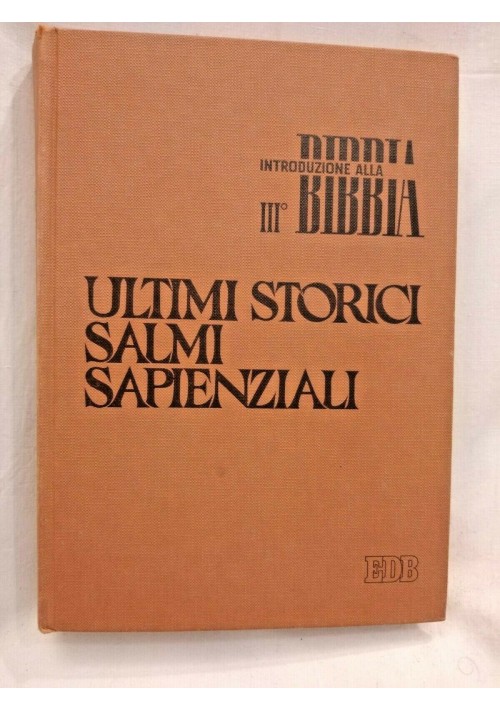 INTRODUZIONE ALLA
III° BIBBIA
ULTIMI STORICI
SALMI
SAPIENZIALI
EDB